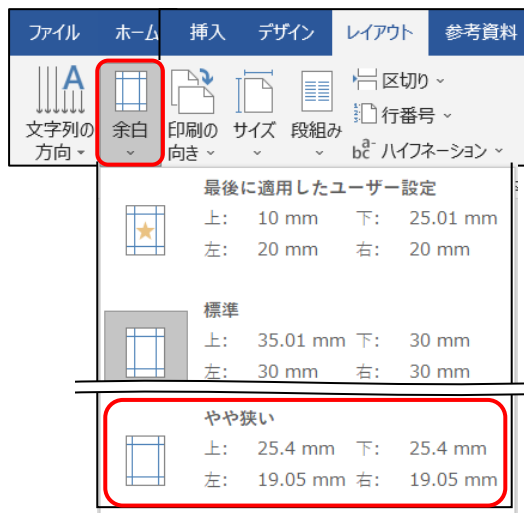 ファイル ホーム 挿入 デザイン レイアウト 参考資料
文字列の方向 余白 印刷の向き サイズ 段組み
区切り
行番号
ハイフネーション
最後に適用したユーザー設定
上: 10 mm 下: 25.01 mm
左: 20 mm 右: 20 mm
標準
上: 35.01 mm 下: 30 mm
左: 30 mm 右: 30 mm
やや狭い
上: 25.4 mm 下: 25.4 mm
左: 19.05 mm 右: 19.05 mm